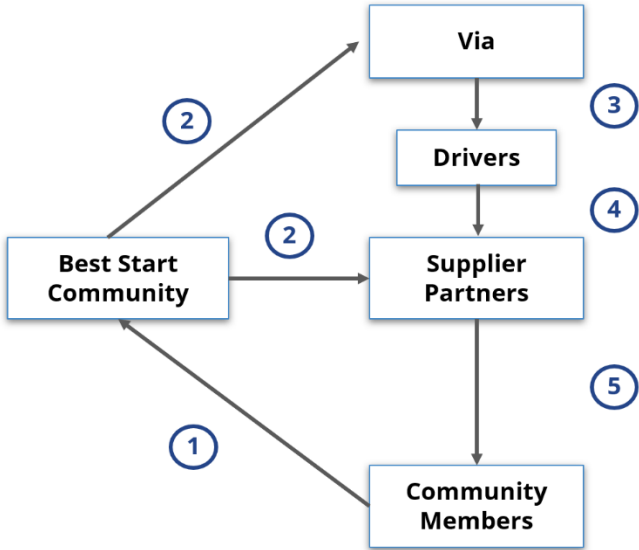 Via
3
2
Drivers
4
2
Best Start
Community
Supplier
Partners
5
1
Community
Members